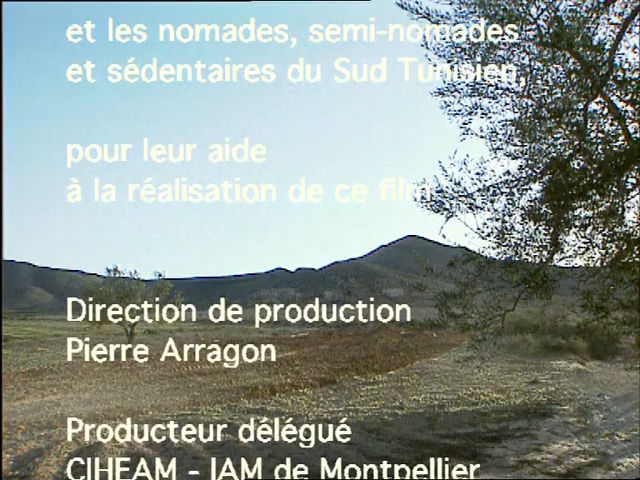 et les nomades, semi-nomades
et sédentaires du Sud Tunisien,
pour leur aide
à la réalisation de ce film
Direction de production
Pierre Arragon
Producteur délégué
CIHEAM - IAM de Montpellier